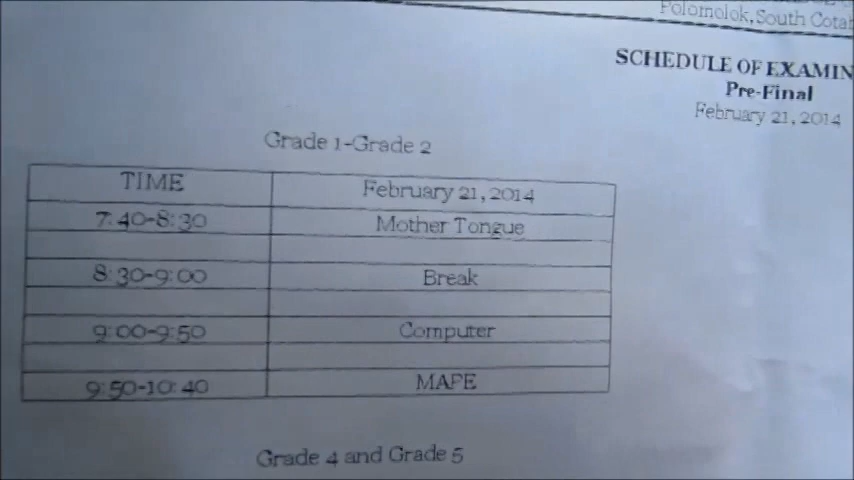 Polomolok, South
SCHEDULE OF
Pre-Final
February 21, 2014
Grade 1-Grade 2
TIME February 21, 2014
7:40-8:30 Mother Tongue
8:30-9:00 Break
9:00-9:50 Computer
9:50-10:40 MAPE
Grade 4 and Grade 5